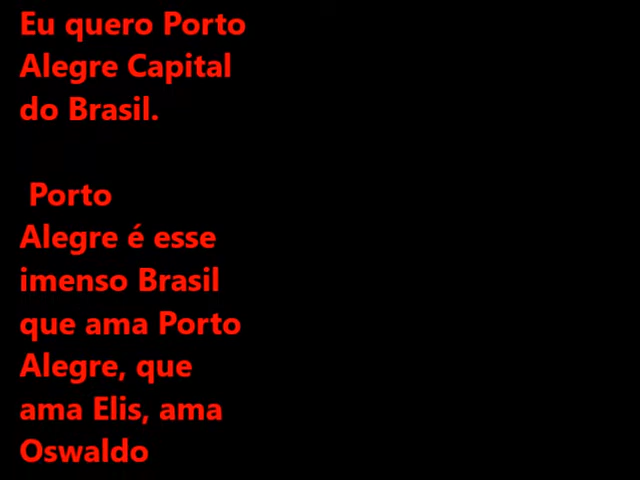 Eu quero Porto
Alegre Capital
do Brasil.
Porto
Alegre é esse
imenso Brasil
que ama Porto
Alegre, que
ama Elis, ama
Oswaldo